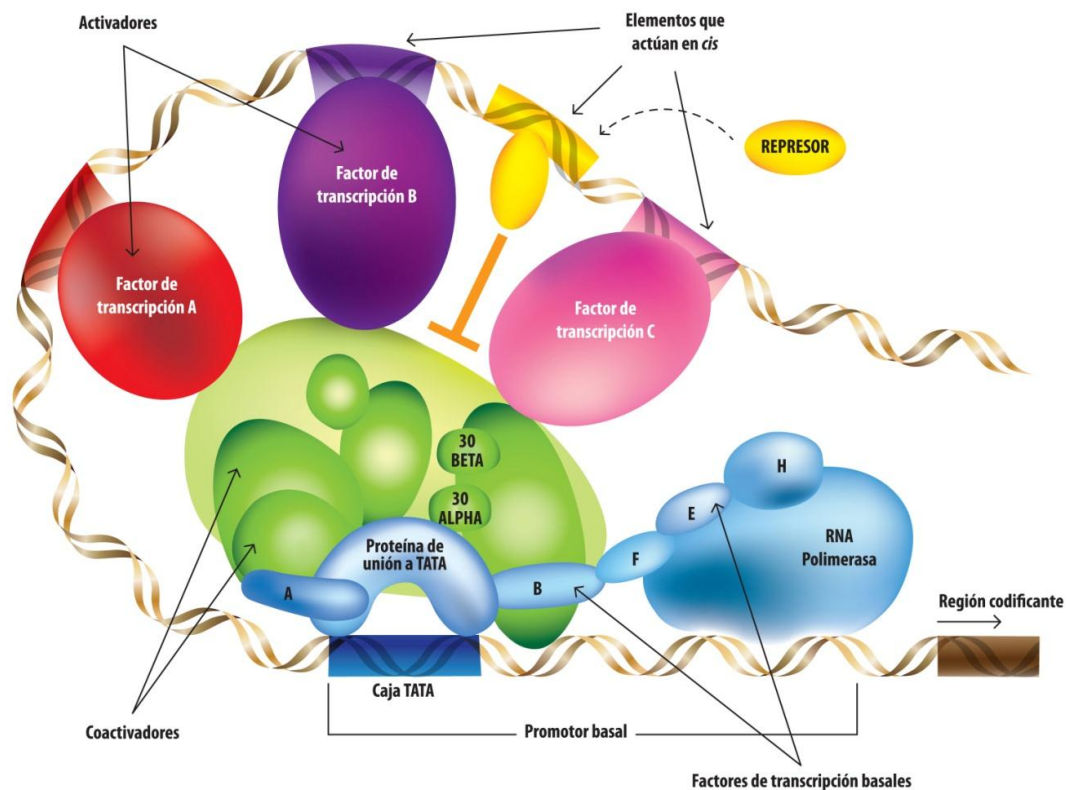 Activadores
Elementos que
actúan en cis
REPRESOR
Factor de
transcripción B
Factor de
transcripción A
Factor de
transcripción C
30
BETA
30
ALPHA
H
E
RNA
Polimerasa
Proteína de
unión a TATA
F
B
A
Región codificante
Caja TATA
Coactivadores
Promotor basal
Factores de transcripción basales